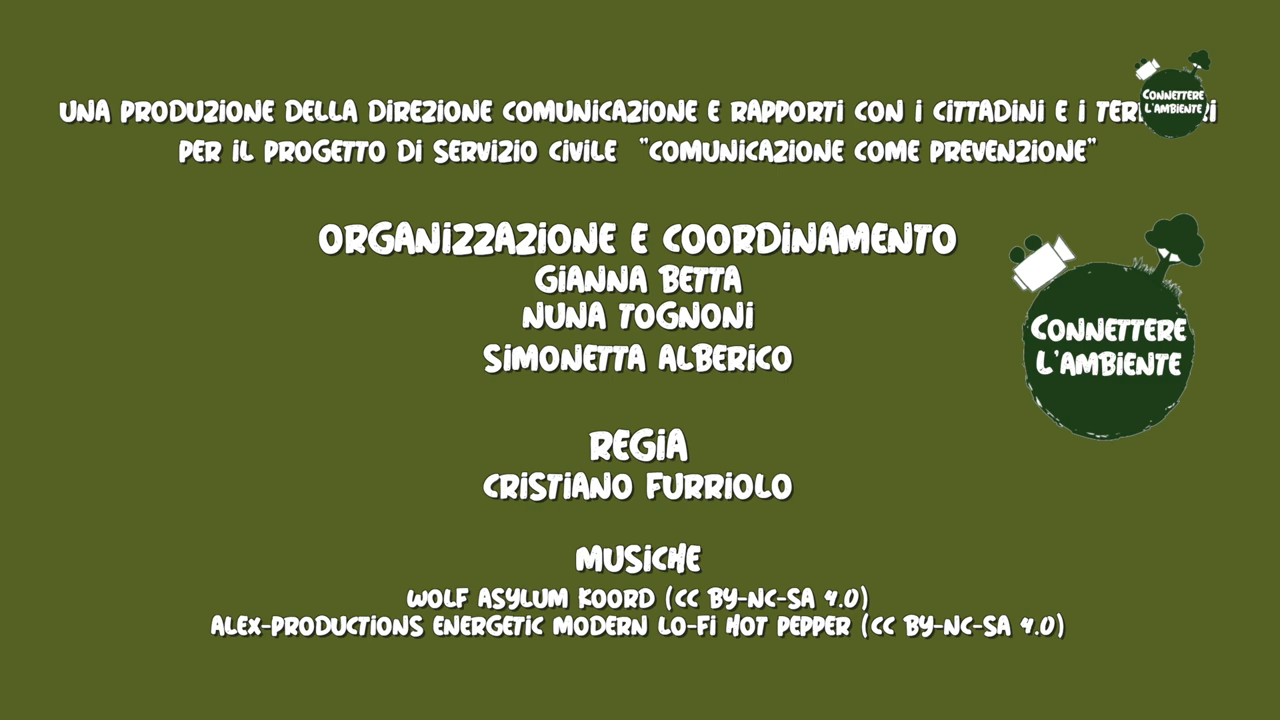 UNA PRODUZIONE DELLA DIREZIONE COMUNICAZIONE E RAPPORTI CON I CITTADINI E I
PER IL PROGETTO DI SERVIZIO CIVILE "COMUNICAZIONE COME PREVENZIONE"
CONNETTERE
L'AMBIENTE
ORGANIZZAZIONE E COORDINAMENTO
GIANNA BETTA
NUNA TOGNONI
SIMONETTA ALBERICO
CONNETTERE
L'AMBIENTE
REGIA
CRISTIANO FURRIOLO
MUSICHE
WOLF ASYLUM KOORD (CC BY-NC-SA 4.0)
ALEX-PRODUCTIONS ENERGETIC MODERN LO-FI HOT PEPPER (CC BY-NC-SA 4.0)